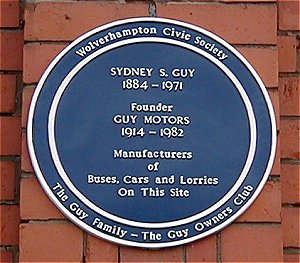 Wolverhampton Civic Society
SYDNEY S. GUY
1884 - 1971
Founder
GUY MOTORS
1914 - 1982
Manufacturers
of
Buses, Cars and Lorries
On This Site
The Guy Family - The Guy Owners Club